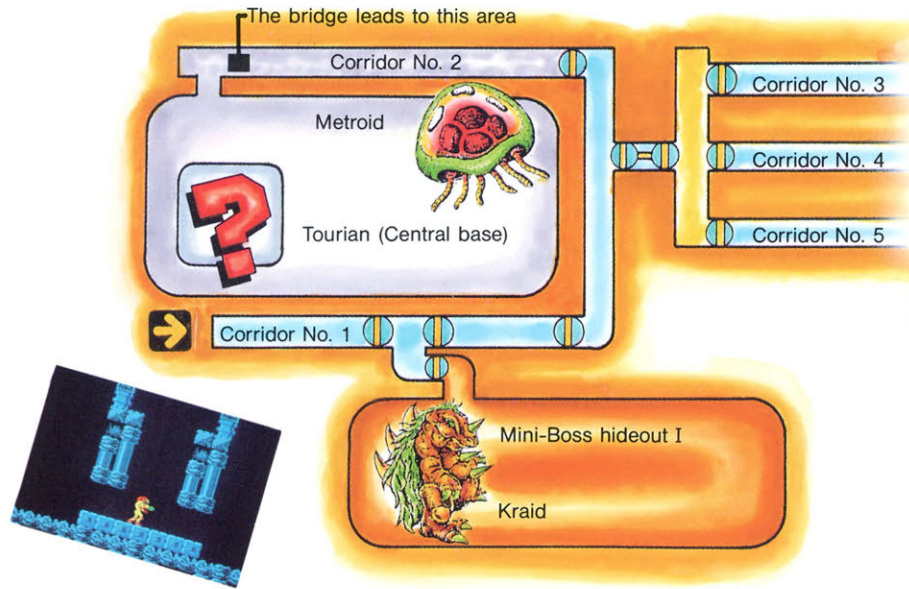 The bridge leads to this area
Corridor No. 2
Corridor No. 3
Metroid
Corridor No. 4
?
Tourian (Central base)
Corridor No. 5
Corridor No. 1
Mini-Boss hideout I
Kraid